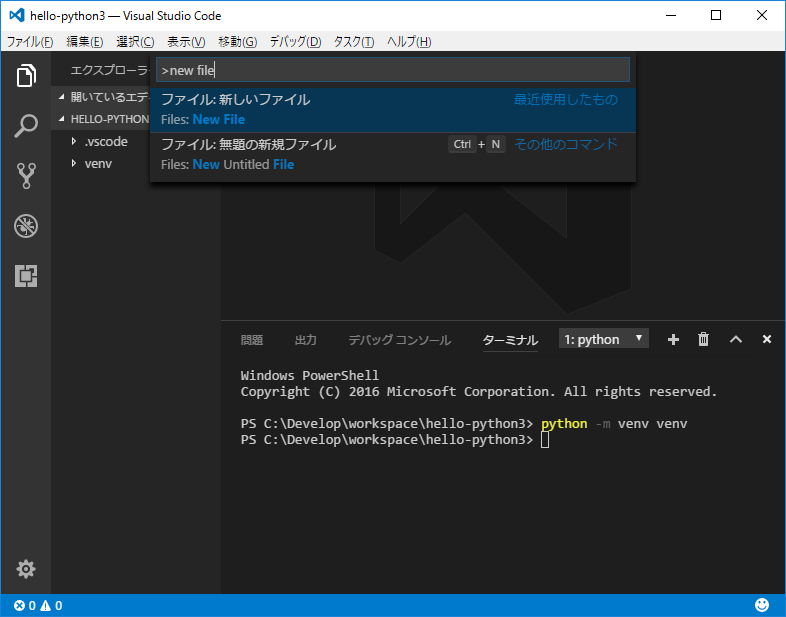 hello-python3 — Visual Studio Code
ファイル(F) 編集(E) 選択(C) 表示(V) 移動(G) デバッグ(D) タスク(T) ヘルプ(H)
エクスプローラ
>new file
開いているエデ
ファイル: 新しいファイル 最近使用したもの
Files: New File
HELLO-PYTHON
ファイル: 無題の新規ファイル Ctrl + N その他のコマンド
Files: New Untitled File
.vscode
venv
問題 出力 デバッグ コンソール ターミナル 1: python
Windows PowerShell
Copyright (C) 2016 Microsoft Corporation. All rights reserved.
PS C:\Develop\workspace\hello-python3> python -m venv venv
PS C:\Develop\workspace\hello-python3>
0 0